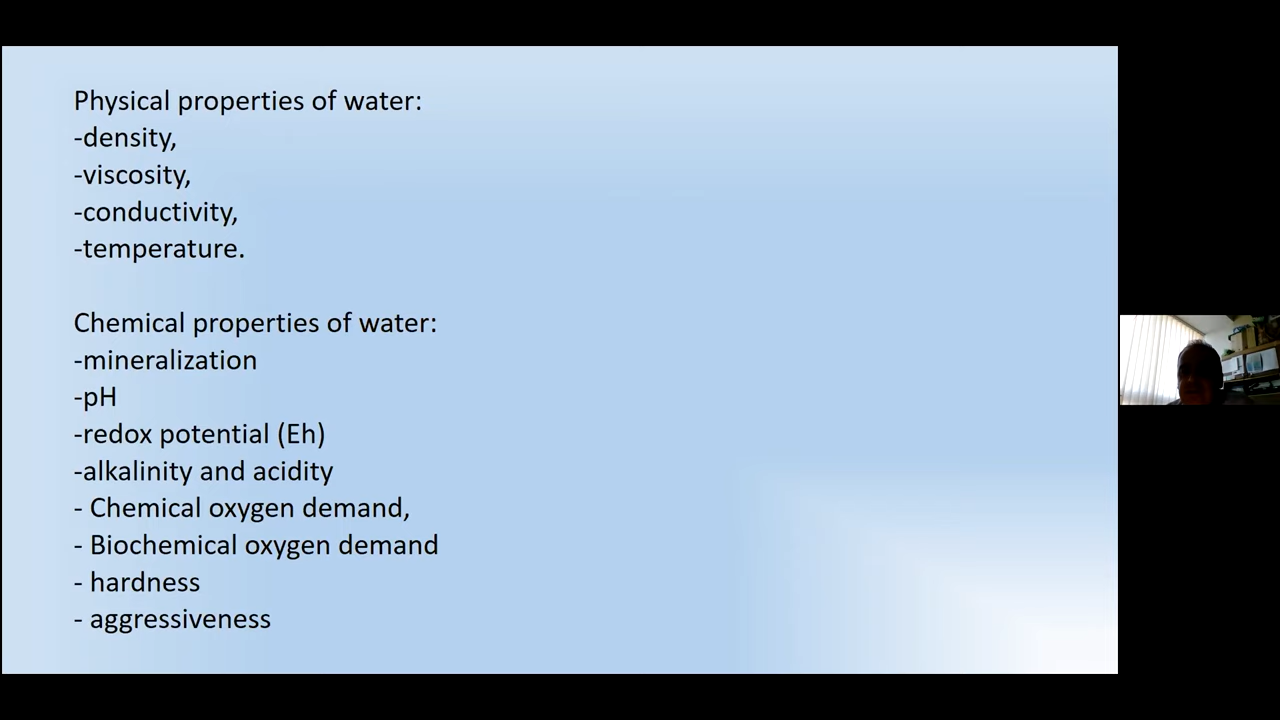 Physical properties of water:
-density,
-viscosity,
-conductivity,
-temperature.
Chemical properties of water:
-mineralization
-pH
-redox potential (Eh)
-alkalinity and acidity
- Chemical oxygen demand,
- Biochemical oxygen demand
- hardness
- aggressiveness